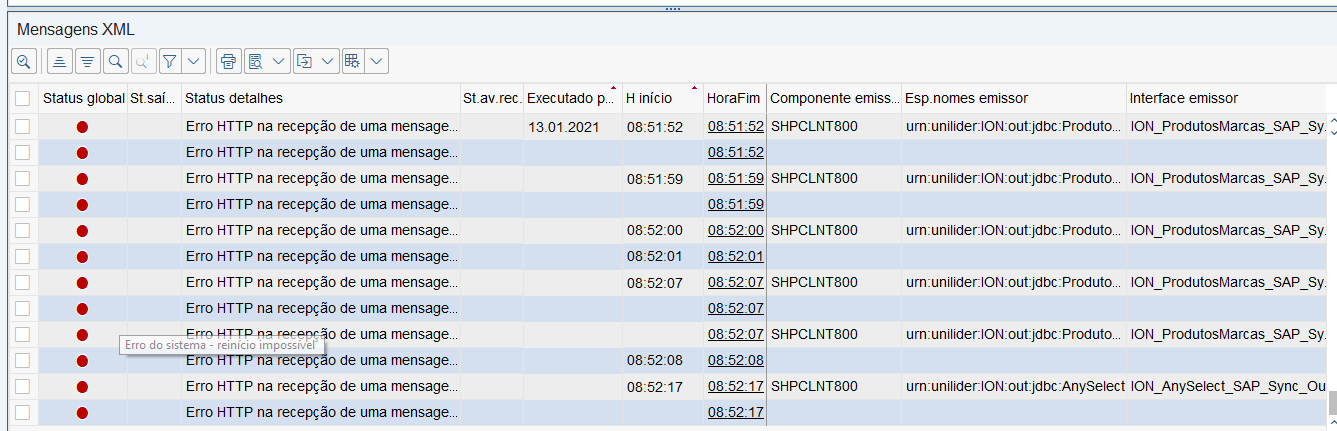 Mensagens XML
Status global St.saí... Status detalhes St.av.rec. Executado p... H início HoraFim Componente emiss... Esp.nomes emissor Interface emissor
Erro HTTP na recepção de uma mensage... 13.01.2021 08:51:52 08:51:52 SHPCLNT800 urn:unilider:ION:out:jdbc:Produto... ION_ProdutosMarcas_SAP_Sy...
Erro HTTP na recepção de uma mensage... 08:51:52
Erro HTTP na recepção de uma mensage... 08:51:59 08:51:59 SHPCLNT800 urn:unilider:ION:out:jdbc:Produto... ION_ProdutosMarcas_SAP_Sy...
Erro HTTP na recepção de uma mensage... 08:51:59
Erro HTTP na recepção de uma mensage... 08:52:00 08:52:00 SHPCLNT800 urn:unilider:ION:out:jdbc:Produto... ION_ProdutosMarcas_SAP_Sy...
Erro HTTP na recepção de uma mensage... 08:52:01 08:52:01
Erro HTTP na recepção de uma mensage... 08:52:07 08:52:07 SHPCLNT800 urn:unilider:ION:out:jdbc:Produto... ION_ProdutosMarcas_SAP_Sy...
Erro HTTP na recepção de uma mensage... 08:52:07
Erro HTTP na recepção de uma mensage... 08:52:07 SHPCLNT800 urn:unilider:ION:out:jdbc:Produto... ION_ProdutosMarcas_SAP_Sy...
Erro do sistema - reinício impossível
Erro HTTP na recepção de uma mensage... 08:52:08 08:52:08
Erro HTTP na recepção de uma mensage... 08:52:17 08:52:17 SHPCLNT800 urn:unilider:ION:out:jdbc:AnySelect ION_AnySelect_SAP_Sync_Ou...
Erro HTTP na recepção de uma mensage... 08:52:17